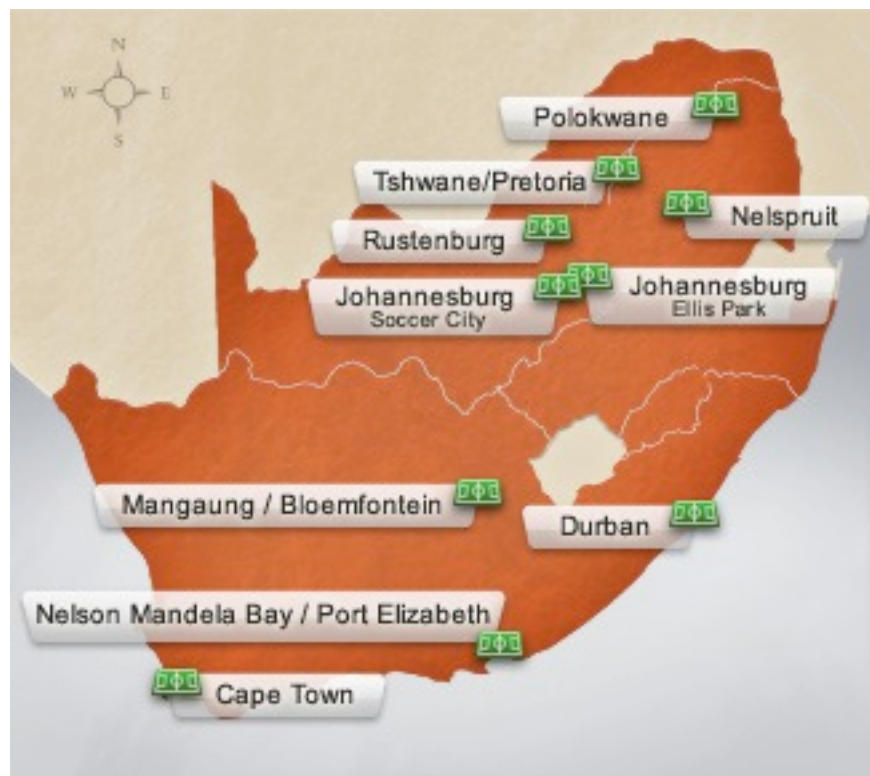 N
W E
S
Polokwane
Tshwane/Pretoria
Nelspruit
Rustenburg
Johannesburg
Soccer City
Johannesburg
Ellis Park
Mangaung / Bloemfontein
Durban
Nelson Mandela Bay / Port Elizabeth
Cape Town